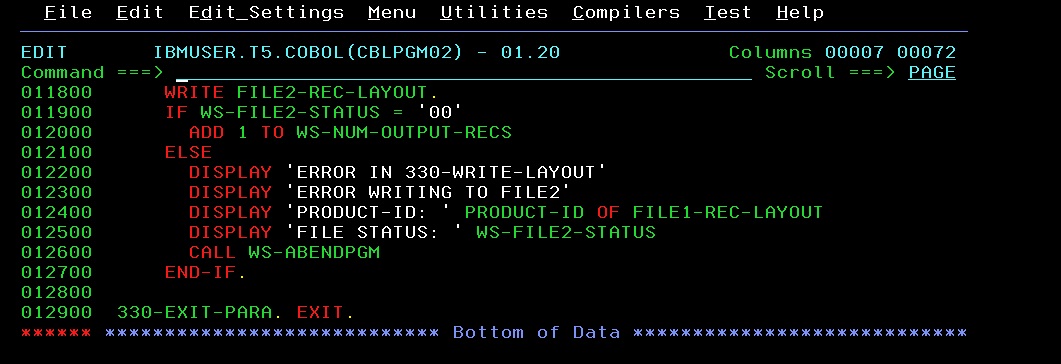 File  Edit  Edit_Settings  Menu  Utilities  Compilers  Test  Help
EDIT       IBMUSER.T5.COBOL(CBLPGM02) - 01.20              Columns 00007 00072
Command ===> Scroll ===> PAGE
011800      WRITE FILE2-REC-LAYOUT.
011900      IF WS-FILE2-STATUS = '00'
012000        ADD 1 TO WS-NUM-OUTPUT-RECS
012100      ELSE
012200        DISPLAY 'ERROR IN 330-WRITE-LAYOUT'
012300        DISPLAY 'ERROR WRITING TO FILE2'
012400        DISPLAY 'PRODUCT-ID: ' PRODUCT-ID OF FILE1-REC-LAYOUT
012500        DISPLAY 'FILE STATUS: ' WS-FILE2-STATUS
012600        CALL WS-ABENDPGM
012700      END-IF.
012800
012900  330-EXIT-PARA. EXIT.
****** **************************** Bottom of Data ****************************